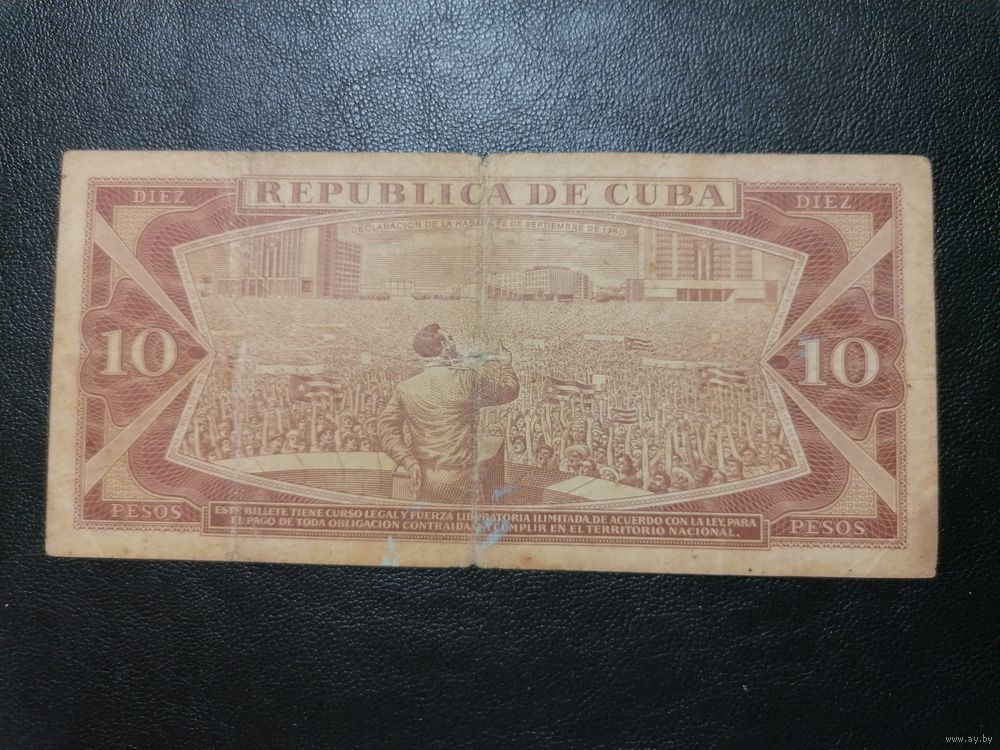 DIEZ REPUBLICA DE CUBA DIEZ
DECLARACION DE LA HABANA 2 DE SEPTIEMBRE DE 1960
10 10
ESTE BILLETE TIENE CURSO LEGAL Y FUERZA LIBERATORIA ILIMITADA, DE ACUERDO CON LA LEY, PARA
PESOS EL PAGO DE TODA OBLIGACION CONTRAIDA O A CUMPLIR EN EL TERRITORIO NACIONAL. PESOS
www.ay.by